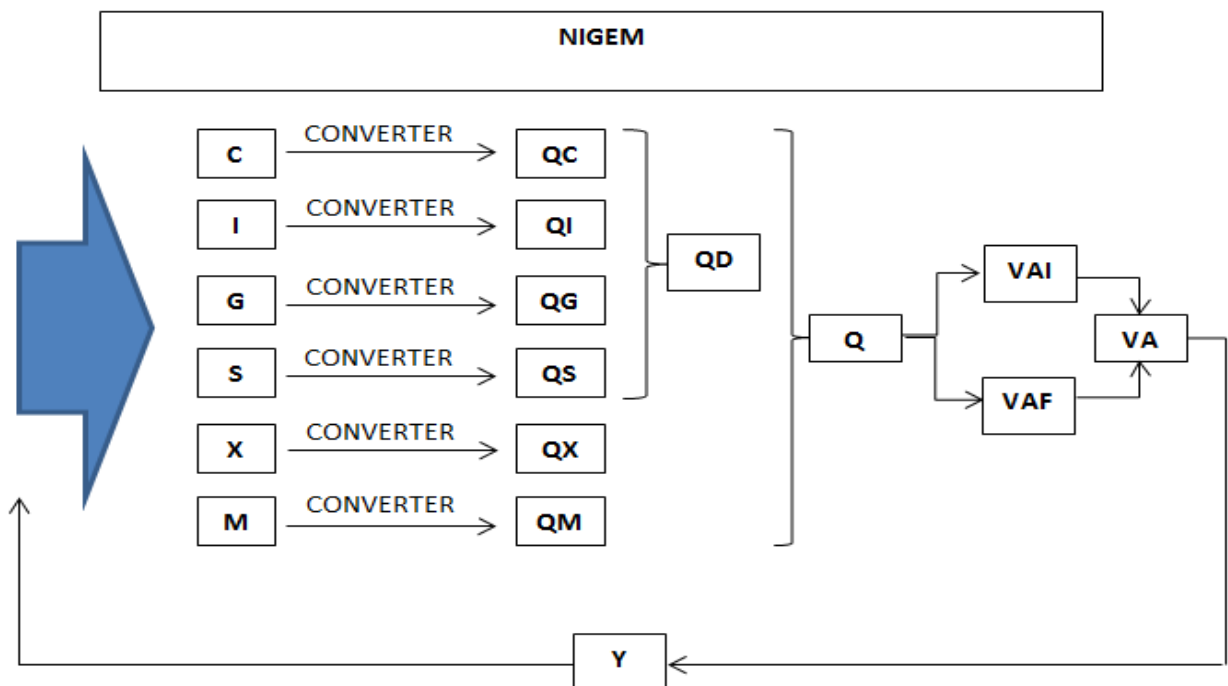 NIGEM
C CONVERTER QC
I CONVERTER QI
G CONVERTER QG
S CONVERTER QS
X CONVERTER QX
M CONVERTER QM
QD
Q
VAI
VA
VAF
Y